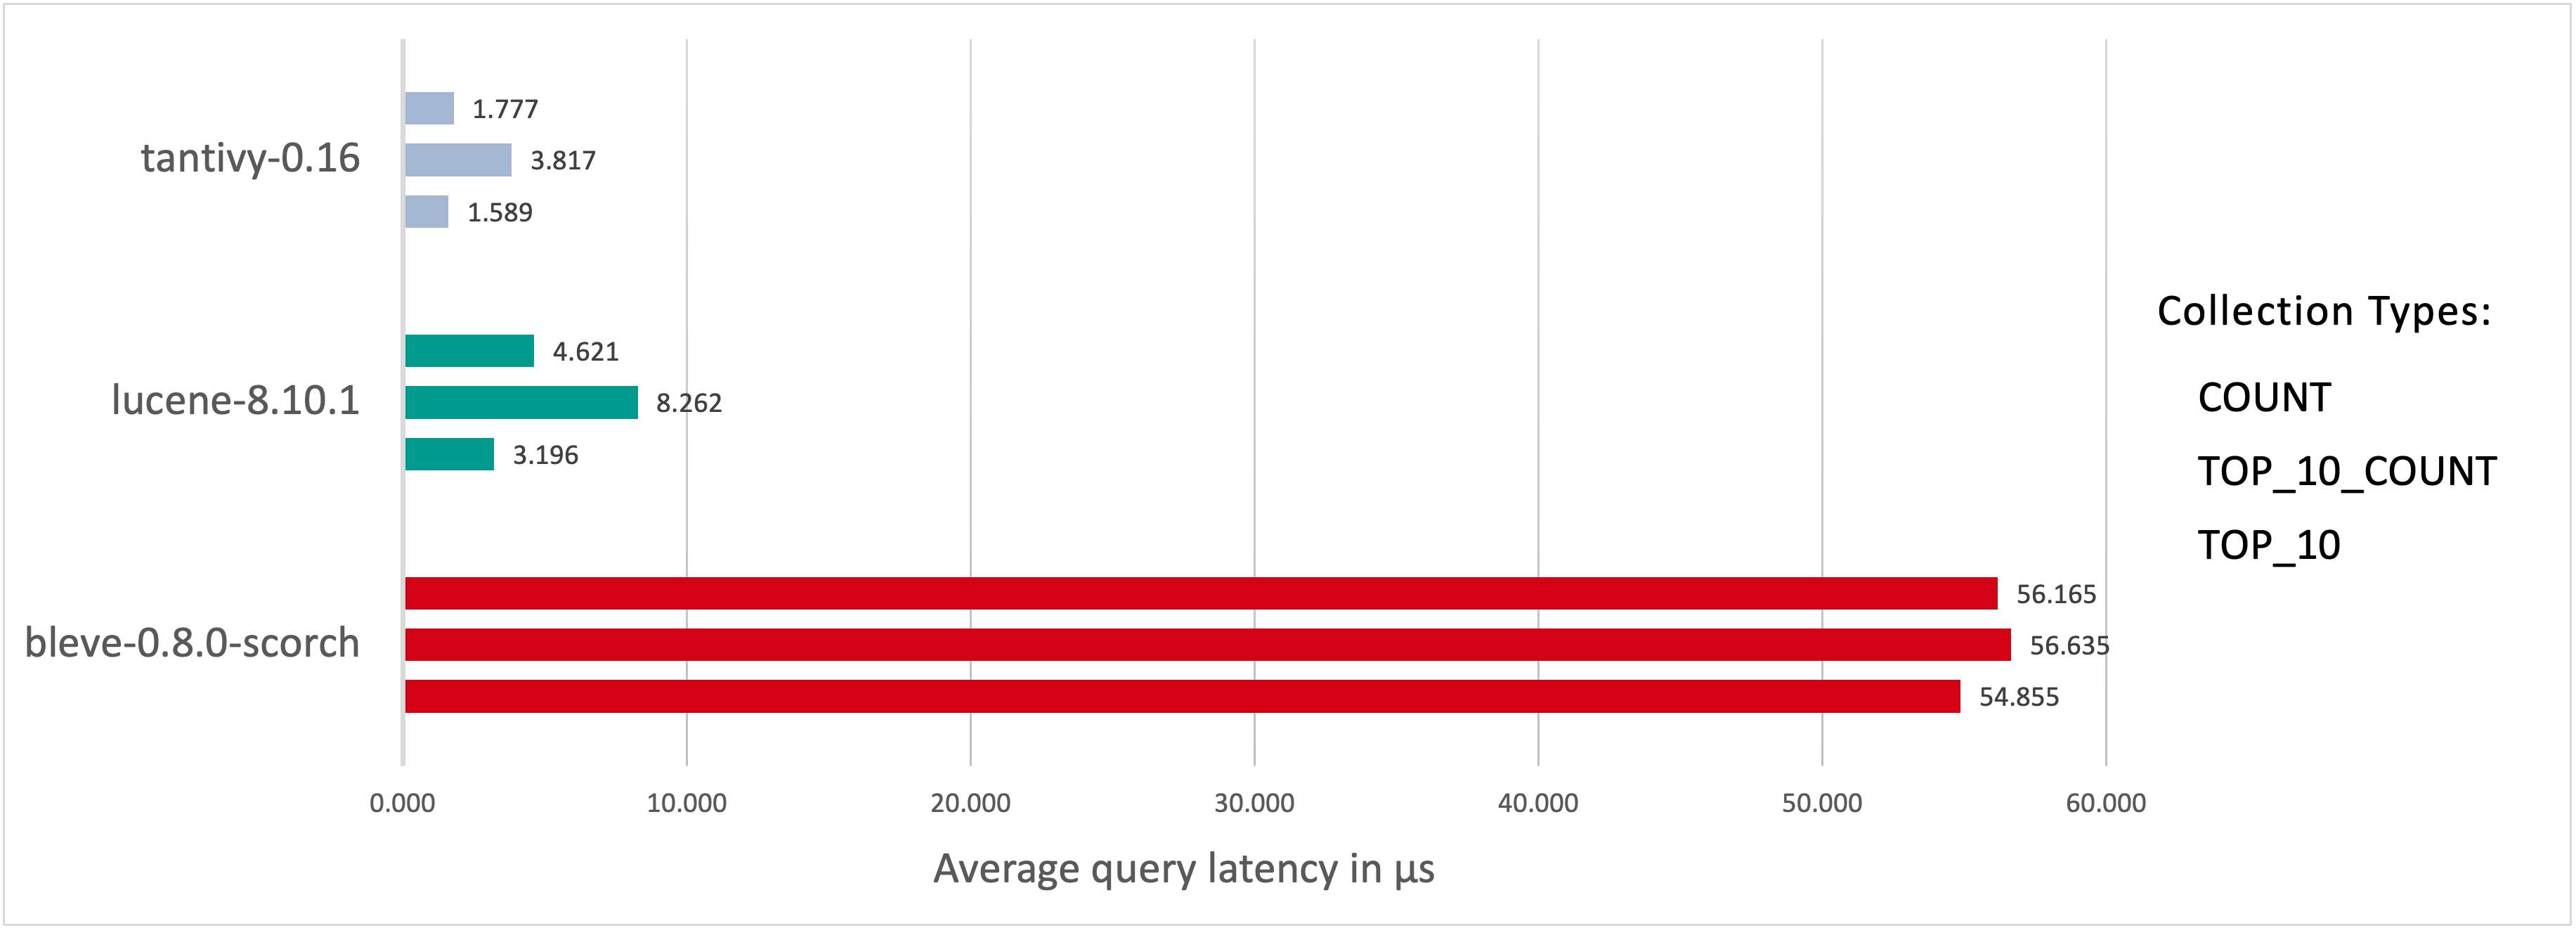 tantivy-0.16
1.777
3.817
1.589
lucene-8.10.1
4.621
8.262
3.196
bleve-0.8.0-scorch
56.165
56.635
54.855
0.000 10.000 20.000 30.000 40.000 50.000 60.000
Average query latency in µs
Collection Types:
COUNT
TOP_10_COUNT
TOP_10